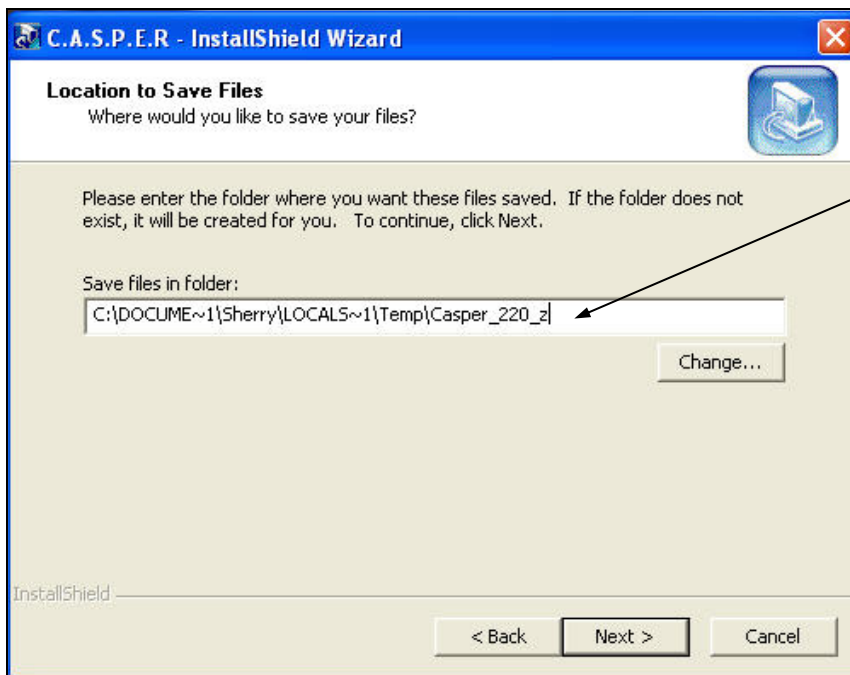 C.A.S.P.E.R - InstallShield Wizard
Location to Save Files
Where would you like to save your files?
Please enter the folder where you want these files saved.  If the folder does not
exist, it will be created for you.   To continue, click Next.
Save files in folder:
C:\DOCUME~1\Sherry\LOCALS~1\Temp\Casper_220_z
Change...
InstallShield
< Back
Next >
Cancel